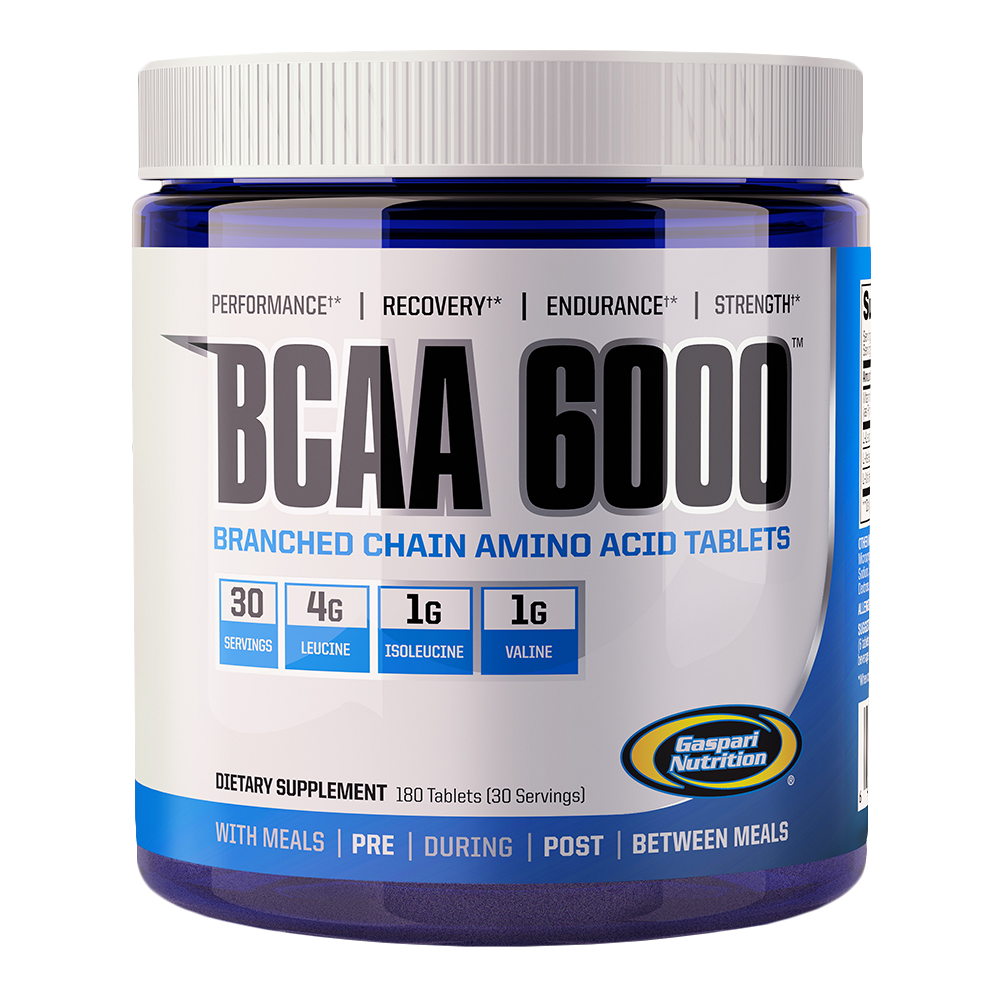 PERFORMANCE†* | RECOVERY†* | ENDURANCE†* | STRENGTH†*
BCAA 6000™
BRANCHED CHAIN AMINO ACID TABLETS
30 4G 1G 1G
SERVINGS LEUCINE ISOLEUCINE VALINE
Gaspari
Nutrition®
DIETARY SUPPLEMENT 180 Tablets (30 Servings)
WITH MEALS | PRE | DURING | POST | BETWEEN MEALS